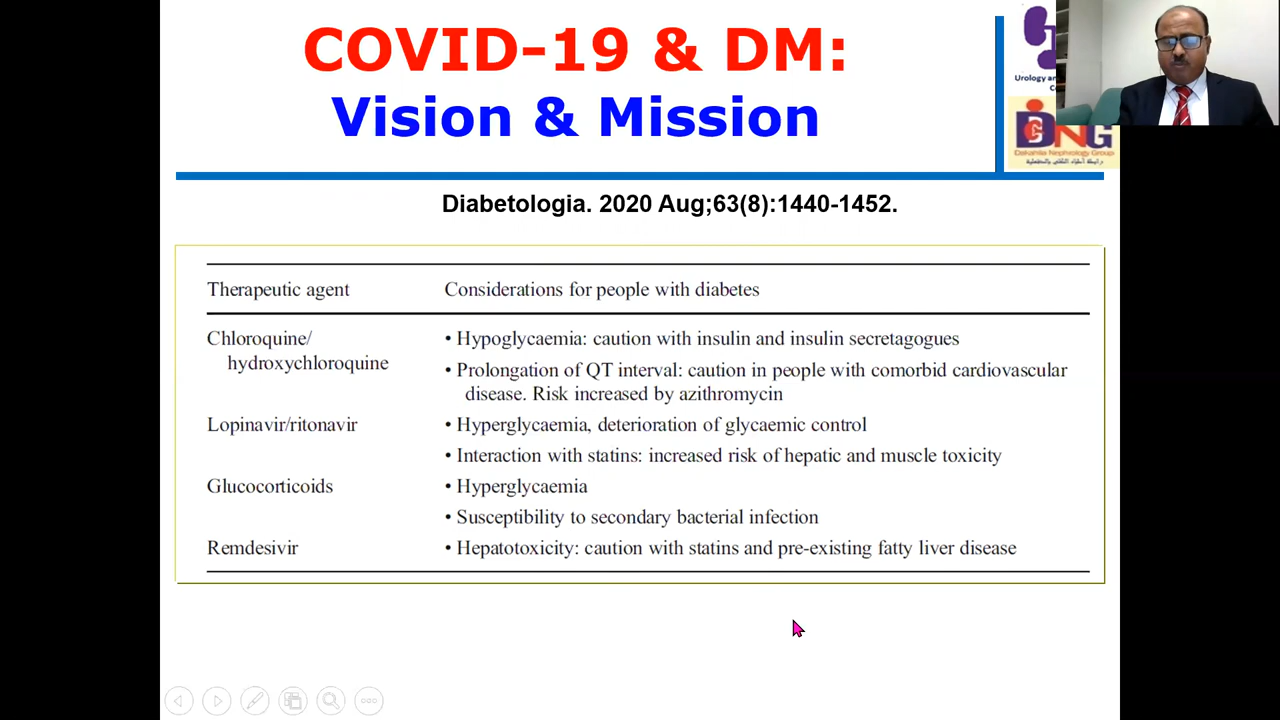 COVID-19 & DM:
Vision & Mission
Urology and
DNG
Dakahlia Nephrology Group
Diabetologia. 2020 Aug;63(8):1440-1452.
Therapeutic agent Considerations for people with diabetes
Chloroquine/ • Hypoglycaemia: caution with insulin and insulin secretagogues
hydroxychloroquine • Prolongation of QT interval: caution in people with comorbid cardiovascular
disease. Risk increased by azithromycin
Lopinavir/ritonavir • Hyperglycaemia, deterioration of glycaemic control
• Interaction with statins: increased risk of hepatic and muscle toxicity
Glucocorticoids • Hyperglycaemia
• Susceptibility to secondary bacterial infection
Remdesivir • Hepatotoxicity: caution with statins and pre-existing fatty liver disease